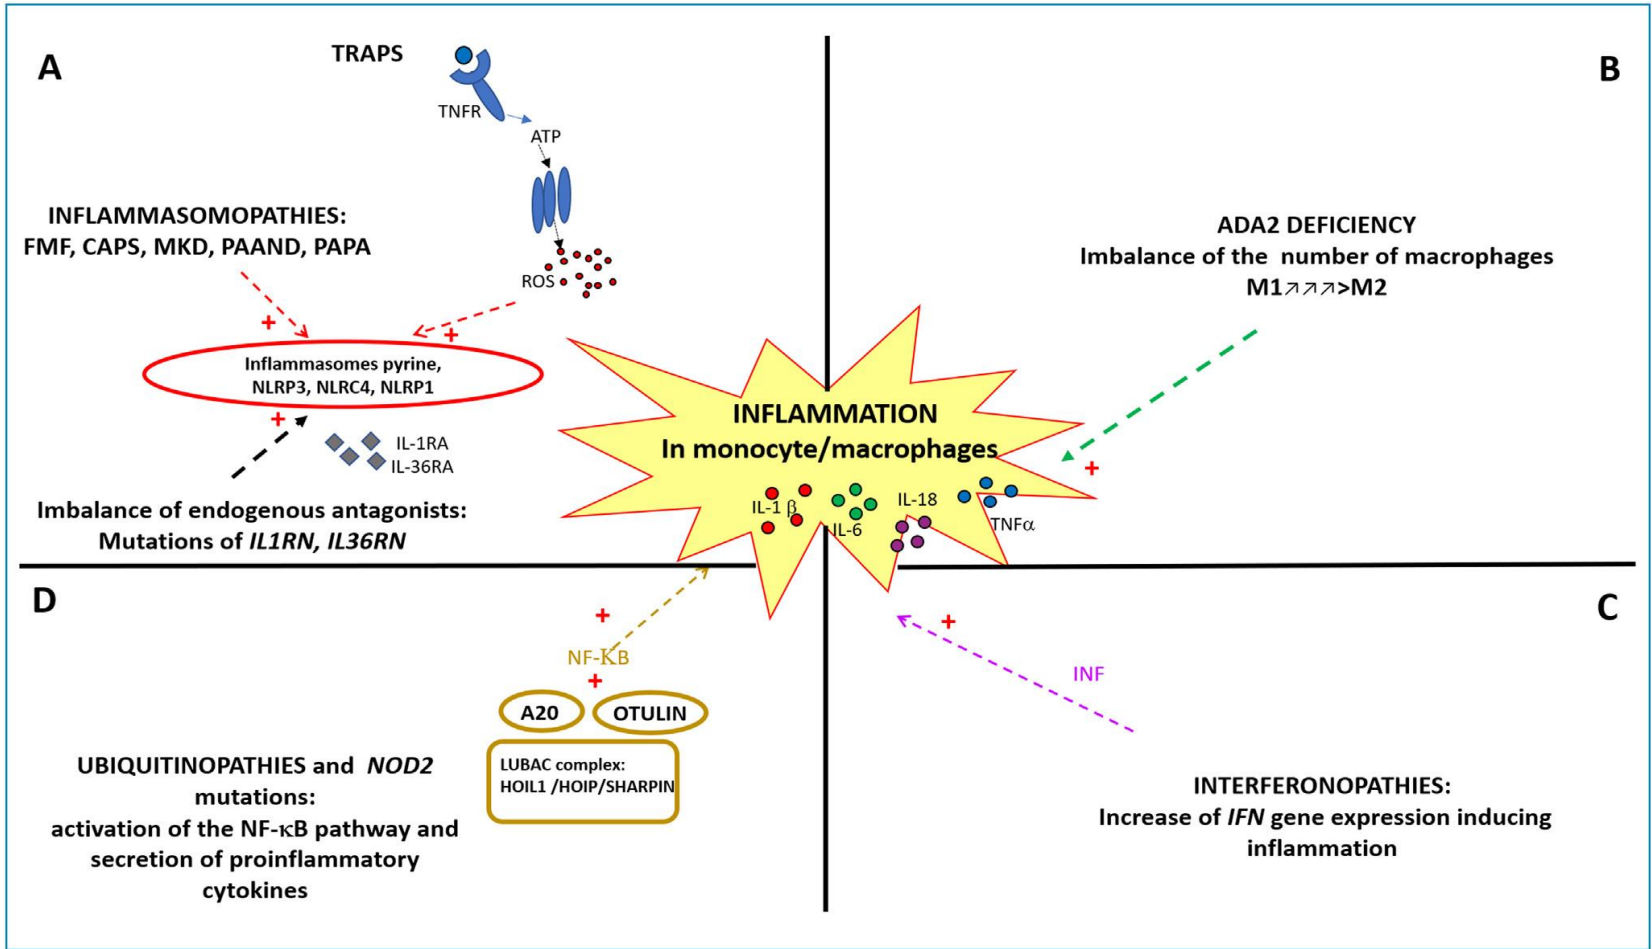 A
TRAPS
TNFR
ATP
ROS
INFLAMMASOMOPATHIES:
FMF, CAPS, MKD, PAAND, PAPA
+
+
Inflammasomes pyrine,
NLRP3, NLRC4, NLRP1
+
IL-1RA
IL-36RA
Imbalance of endogenous antagonists:
Mutations of IL1RN, IL36RN
B
ADA2 DEFICIENCY
Imbalance of the number of macrophages
M1↗↗↗>M2
+
INFLAMMATION
In monocyte/macrophages
IL-1 β
IL-6
IL-18
TNFα
D
+
NF-ΚB
+
A20
OTULIN
LUBAC complex:
HOIL1 /HOIP/SHARPIN
UBIQUITINOPATHIES and NOD2
mutations:
activation of the NF-κB pathway and
secretion of proinflammatory
cytokines
C
+
INF
INTERFERONOPATHIES:
Increase of IFN gene expression inducing
inflammation